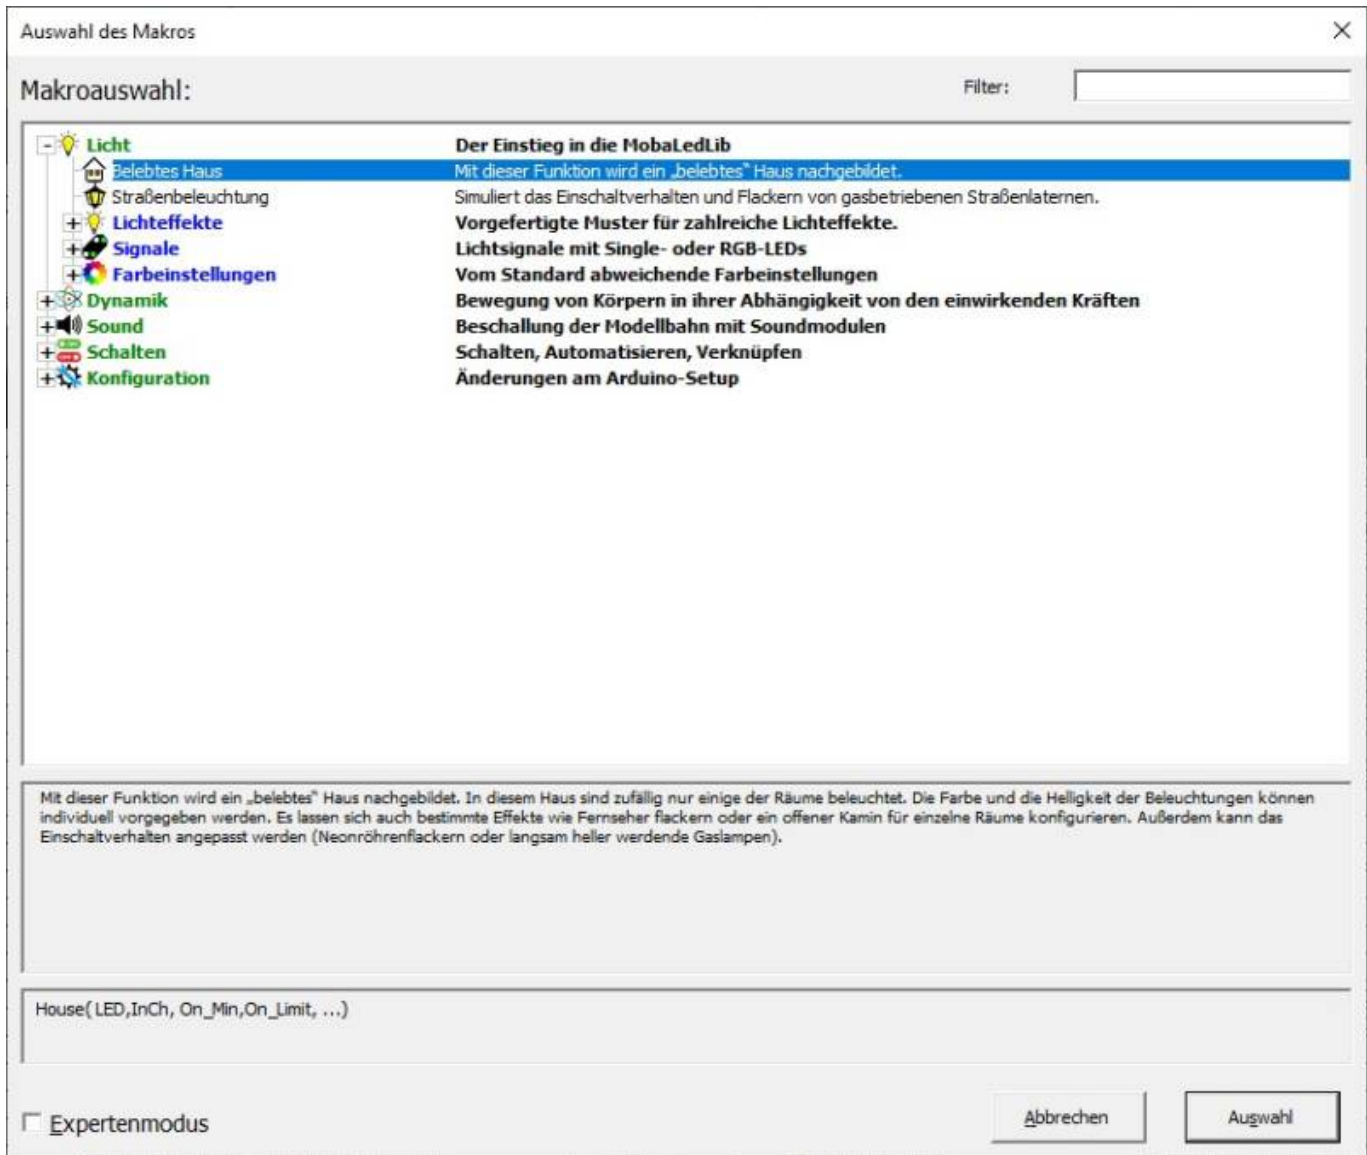 Auswahl des Makros
Makroauswahl:
Filter:
Licht Der Einstieg in die MobaLedLib
Belebtes Haus Mit dieser Funktion wird ein „belebtes“ Haus nachgebildet.
Straßenbeleuchtung Simuliert das Einschaltverhalten und Flackern von gasbetriebenen Straßenlaternen.
Lichteffekte Vorgefertigte Muster für zahlreiche Lichteffekte.
Signale Lichtsignale mit Single- oder RGB-LEDs
Farbeinstellungen Vom Standard abweichende Farbeinstellungen
Dynamik Bewegung von Körpern in ihrer Abhängigkeit von den einwirkenden Kräften
Sound Beschallung der Modellbahn mit Soundmodulen
Schalten Schalten, Automatisieren, Verknüpfen
Konfiguration Änderungen am Arduino-Setup
Mit dieser Funktion wird ein „belebtes“ Haus nachgebildet. In diesem Haus sind zufällig nur einige der Räume beleuchtet. Die Farbe und die Helligkeit der Beleuchtungen können
individuell vorgegeben werden. Es lassen sich auch bestimmte Effekte wie Fernseher flackern oder ein offener Kamin für einzelne Räume konfigurieren. Außerdem kann das
Einschaltverhalten angepasst werden (Neonröhrenflackern oder langsam heller werdende Gaslampen).
House( LED,InCh, On_Min,On_Limit, ...)
Expertenmodus
Abbrechen
Auswahl